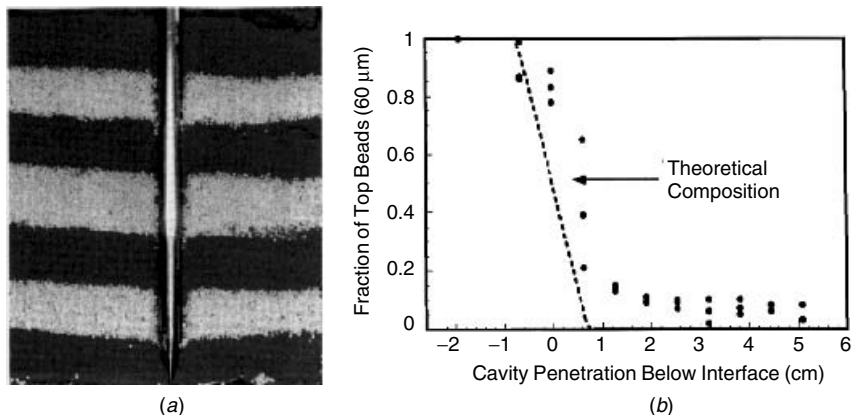 (a)
1
0.8
0.6
0.4
0.2
0
Fraction of Top Beads (60 µm)
Theoretical
Composition
−2 −1 0 1 2 3 4 5 6
Cavity Penetration Below Interface (cm)
(b)